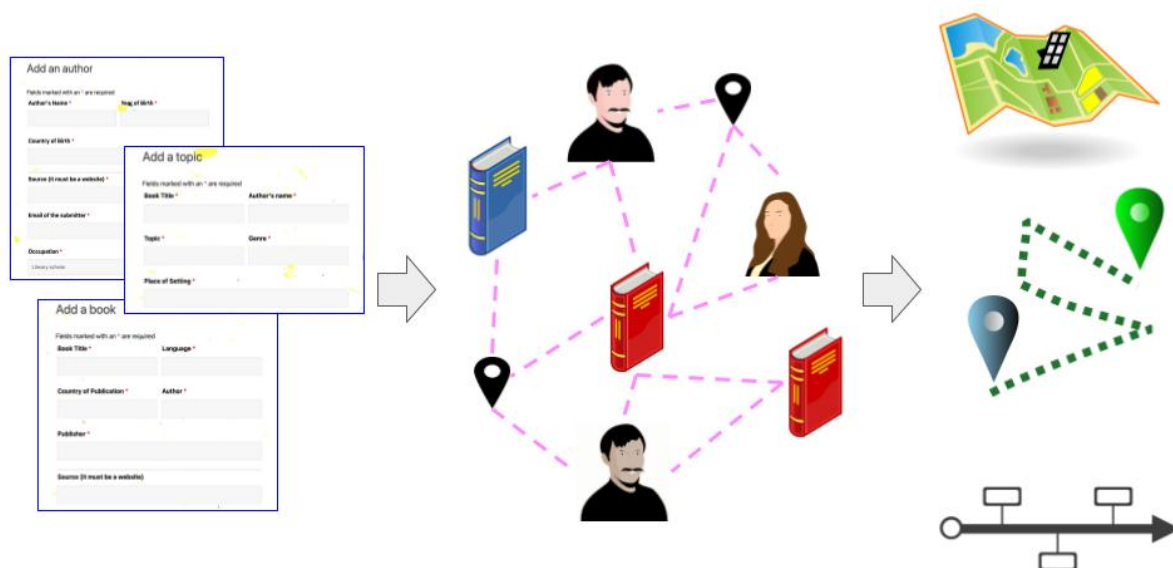 Add an author
Fields marked with an * are required
Author's Name * Year of Birth *
Country of Birth *
Source (it must be a website)
Email of the submitter *
Occupation *
Literary scholar
Add a topic
Fields marked with an * are required
Book Title * Author's name *
Topic * Genre *
Place of Setting *
Add a book
Fields marked with an * are required
Book Title * Language *
Country of Publication * Author *
Publisher *
Source (it must be a website)